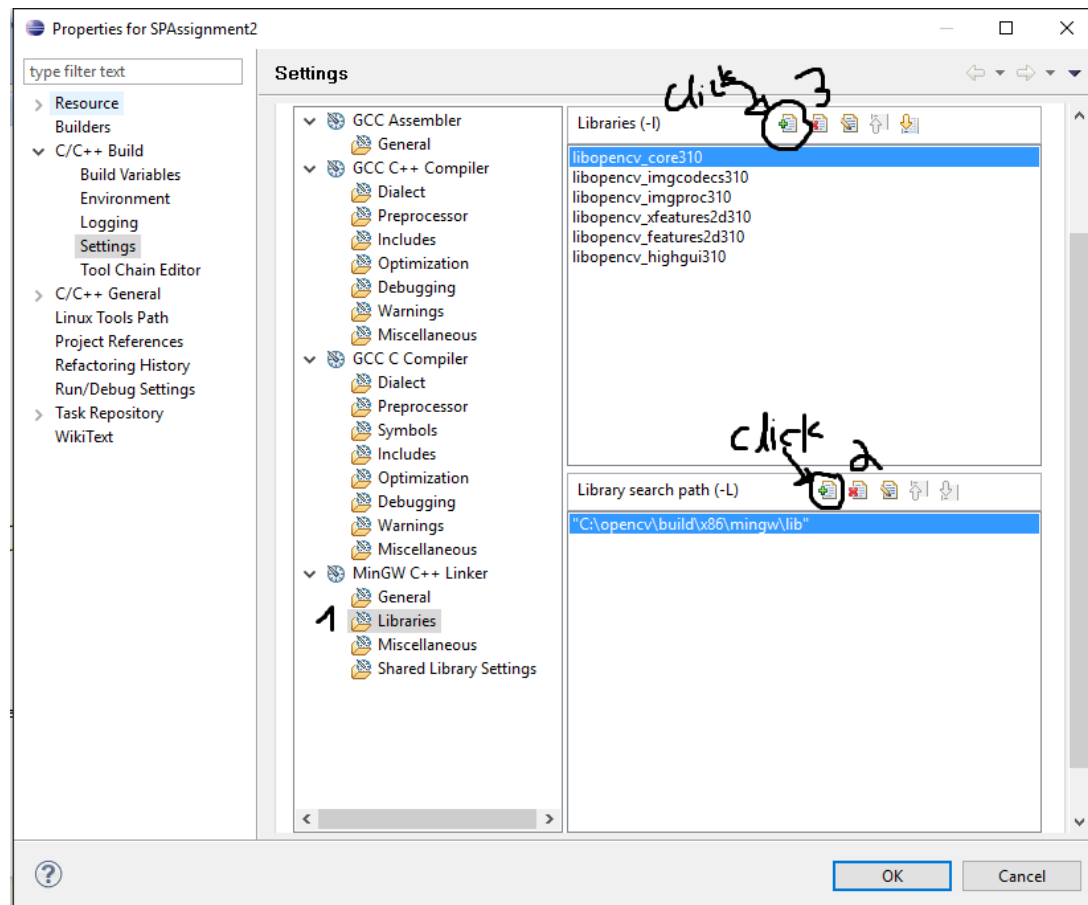 Properties for SPAssignment2
type filter text
Settings
Resource
Builders
C/C++ Build
Build Variables
Environment
Logging
Settings
Tool Chain Editor
C/C++ General
Linux Tools Path
Project References
Refactoring History
Run/Debug Settings
Task Repository
WikiText
GCC Assembler
General
GCC C++ Compiler
Dialect
Preprocessor
Includes
Optimization
Debugging
Warnings
Miscellaneous
GCC C Compiler
Dialect
Preprocessor
Symbols
Includes
Optimization
Debugging
Warnings
Miscellaneous
MinGW C++ Linker
General
1 Libraries
Miscellaneous
Shared Library Settings
click 3
Libraries (-l)
libopencv_core310
libopencv_imgcodecs310
libopencv_imgproc310
libopencv_xfeatures2d310
libopencv_features2d310
libopencv_highgui310
click 2
Library search path (-L)
"C:\opencv\build\x86\mingw\lib"
?
OK
Cancel